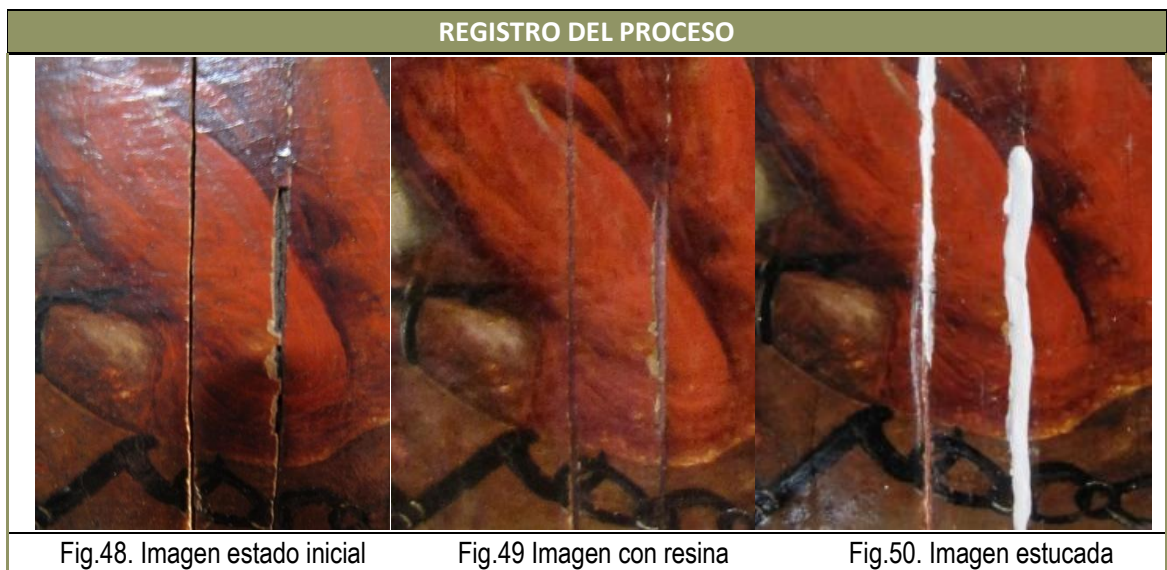 REGISTRO DEL PROCESO
Fig.48. Imagen estado inicial
Fig.49 Imagen con resina
Fig.50. Imagen estucada